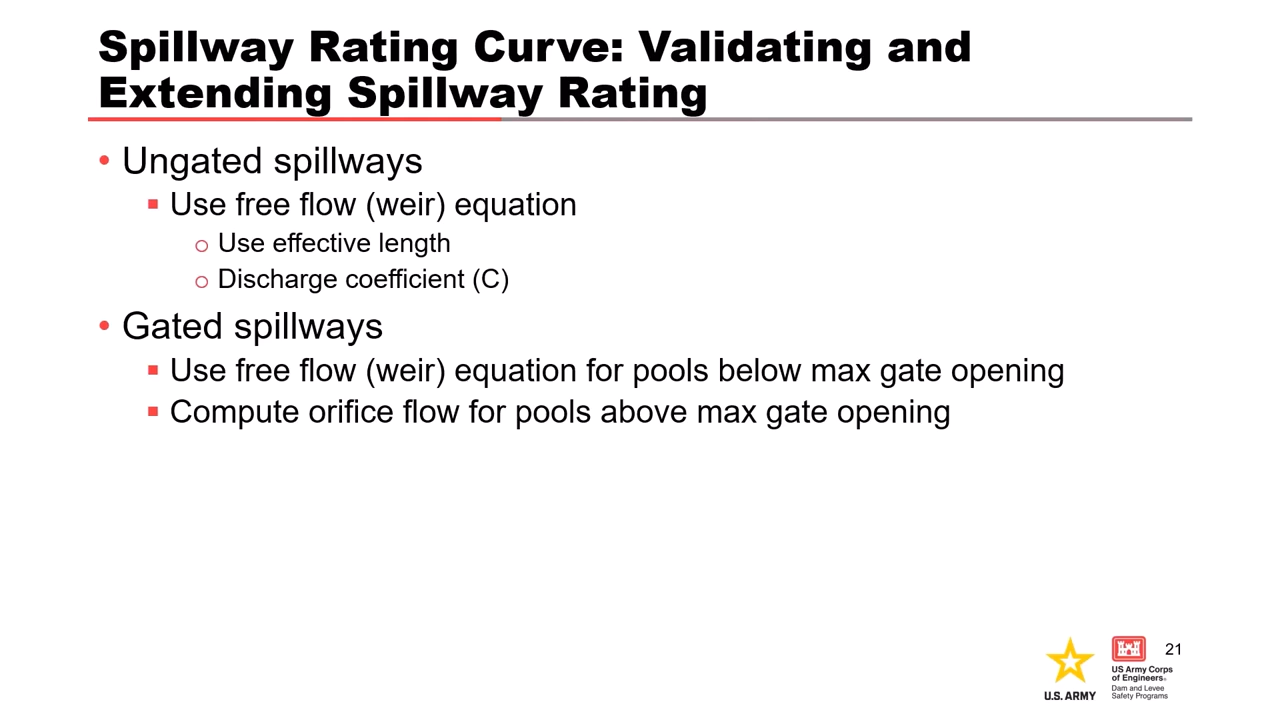 Spillway Rating Curve: Validating and
Extending Spillway Rating
• Ungated spillways
▪ Use free flow (weir) equation
o Use effective length
o Discharge coefficient (C)
• Gated spillways
▪ Use free flow (weir) equation for pools below max gate opening
▪ Compute orifice flow for pools above max gate opening
21
U.S. ARMY
US Army Corps
of Engineers®
Dam and Levee
Safety Programs